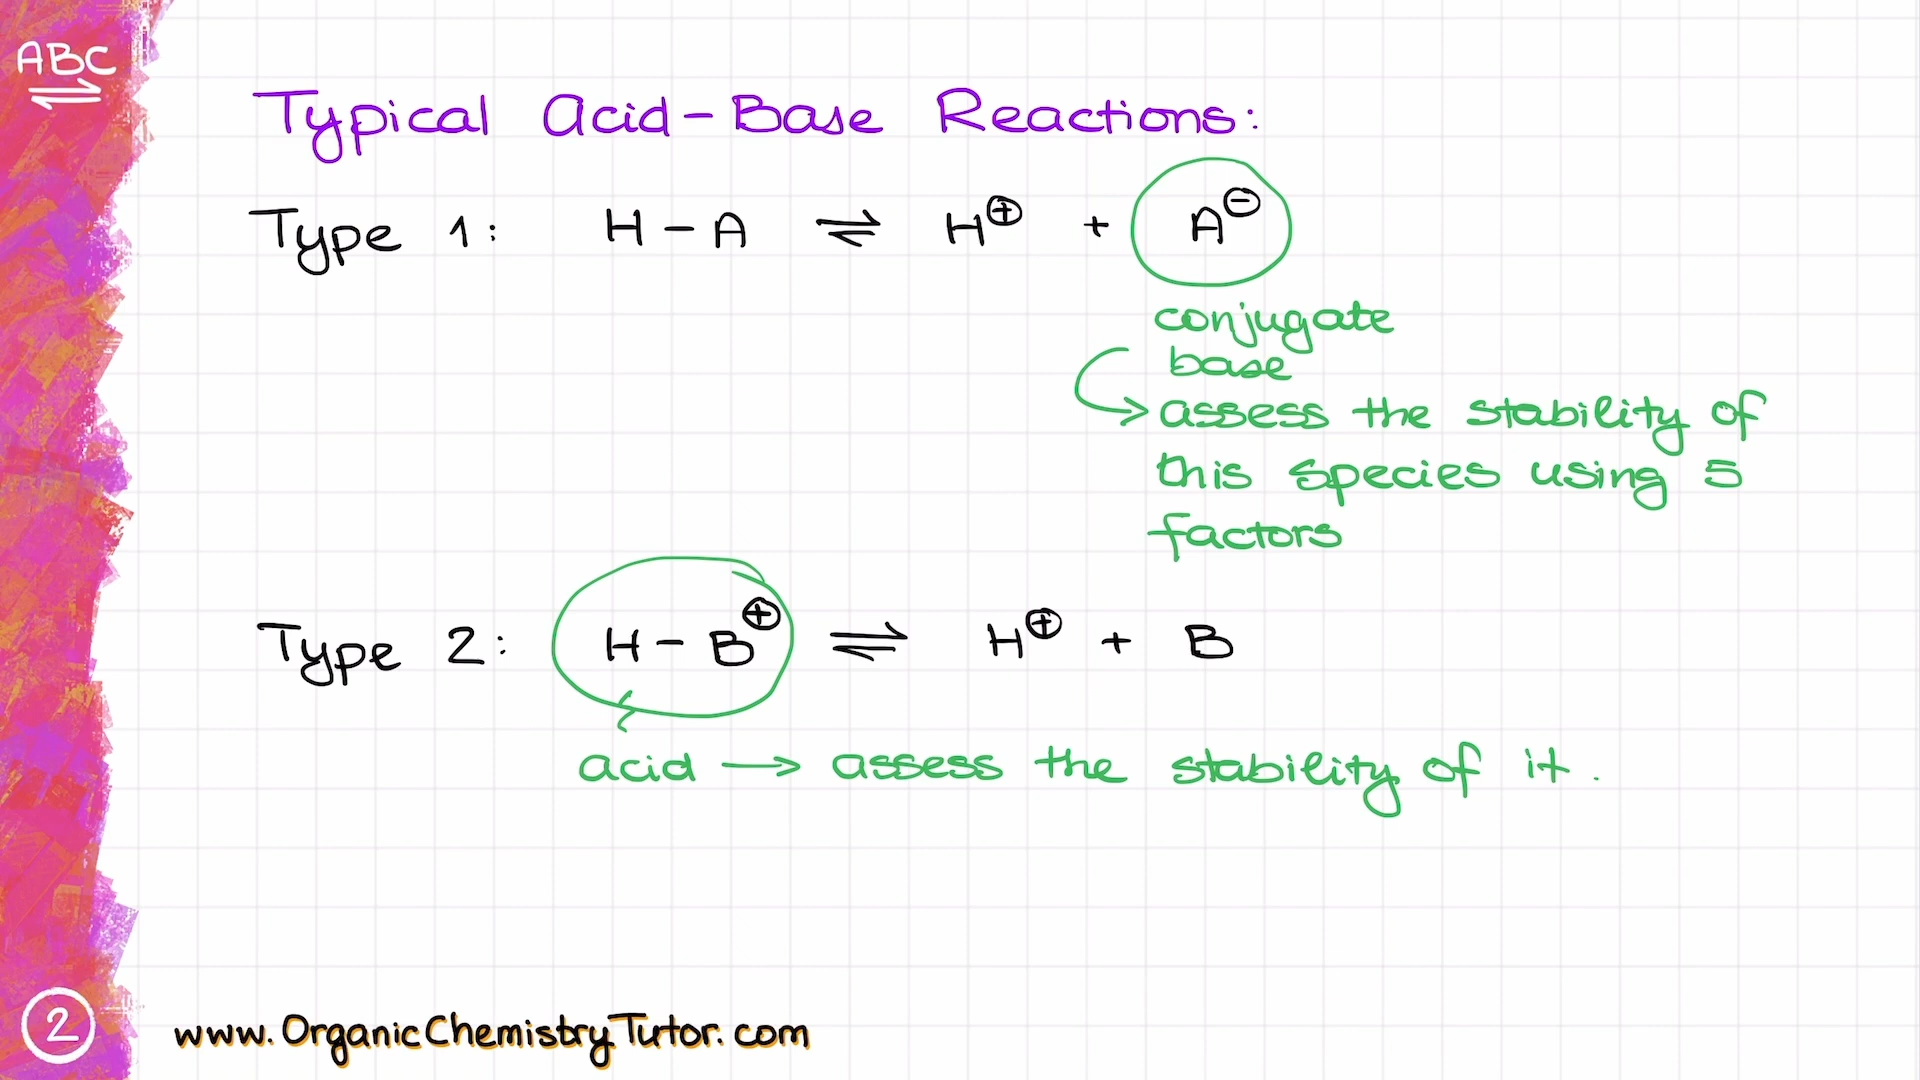 ABC
⇌
Typical Acid-Base Reactions:
Type 1: H-A ⇌ H⊕ + A⊖
conjugate
base
→ assess the stability of
this species using 5
factors
Type 2: H-B⊕ ⇌ H⊕ + B
acid → assess the stability of it.
2
www.OrganicChemistryTutor.com